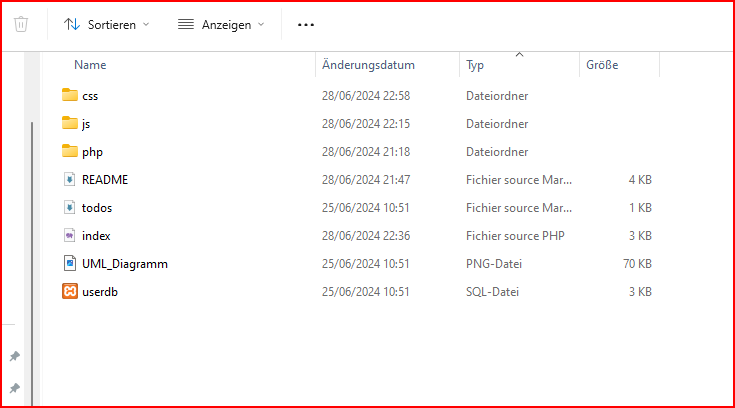 Sortieren Anzeigen
Name Änderungsdatum Typ Größe
css 28/06/2024 22:58 Dateiordner
js 28/06/2024 22:15 Dateiordner
php 28/06/2024 21:18 Dateiordner
README 28/06/2024 21:47 Fichier source Mar... 4 KB
todos 25/06/2024 10:51 Fichier source Mar... 1 KB
index 28/06/2024 22:36 Fichier source PHP 3 KB
UML_Diagramm 25/06/2024 10:51 PNG-Datei 70 KB
userdb 25/06/2024 10:51 SQL-Datei 3 KB